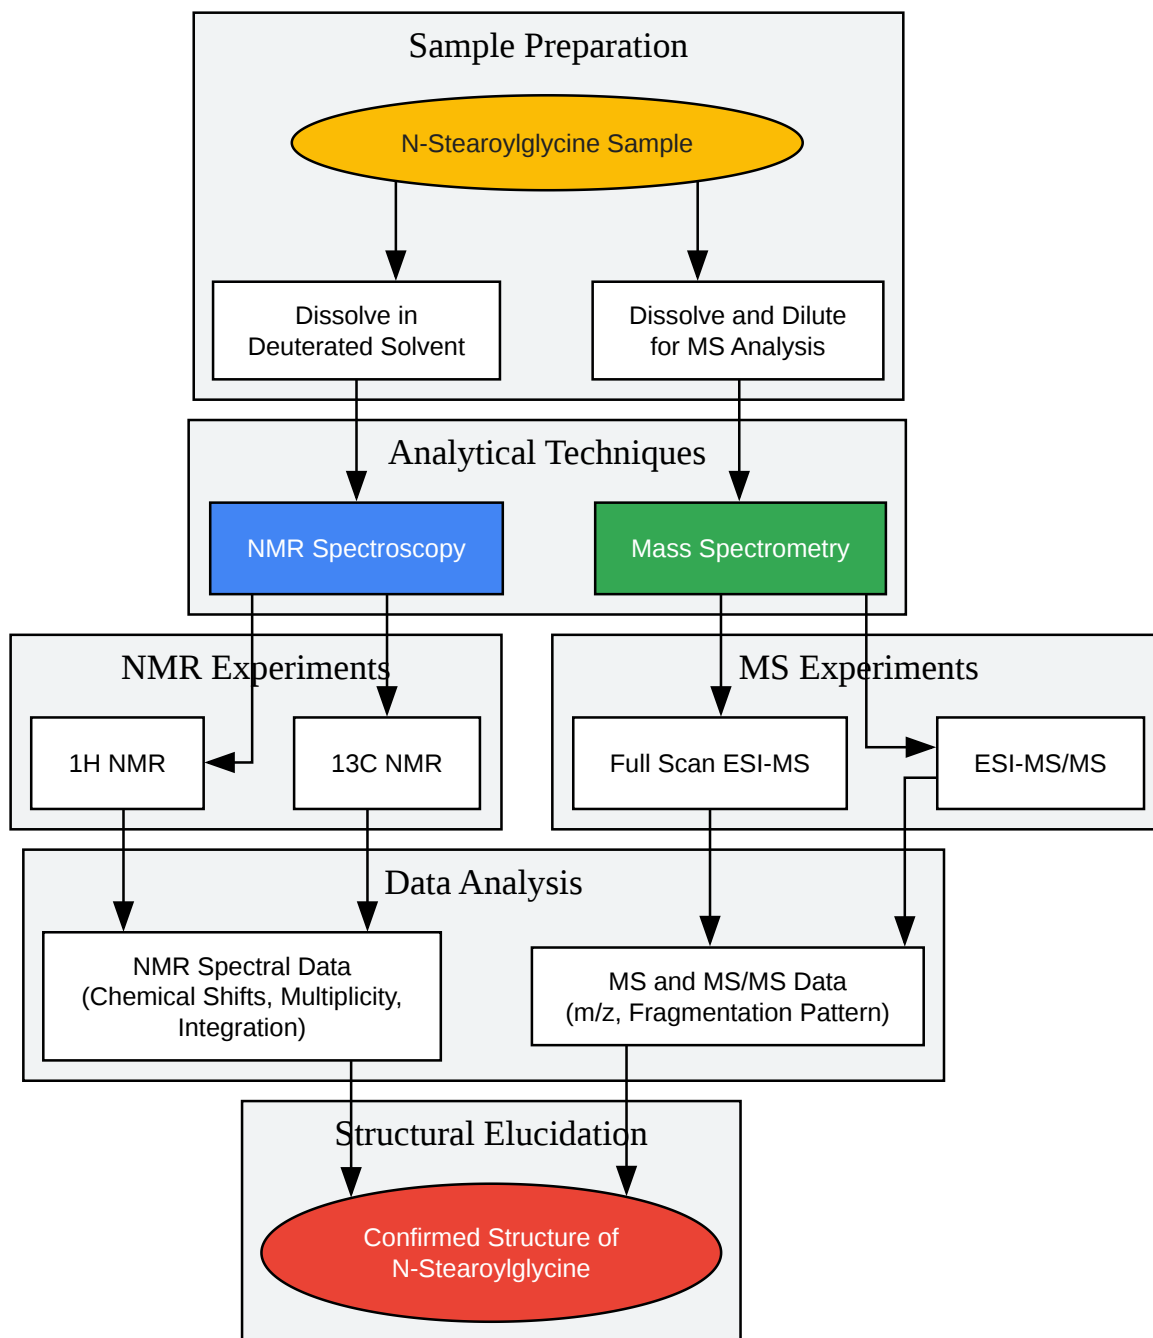 Sample Preparation
N-Stearoylglycine Sample
Dissolve in
Deuterated Solvent
Dissolve and Dilute
for MS Analysis
Analytical Techniques
NMR Spectroscopy
Mass Spectrometry
NMR Experiments
MS Experiments
1H NMR
13C NMR
Full Scan ESI-MS
ESI-MS/MS
Data Analysis
NMR Spectral Data
(Chemical Shifts, Multiplicity,
Integration)
MS and MS/MS Data
(m/z, Fragmentation Pattern)
Structural Elucidation
Confirmed Structure of
N-Stearoylglycine